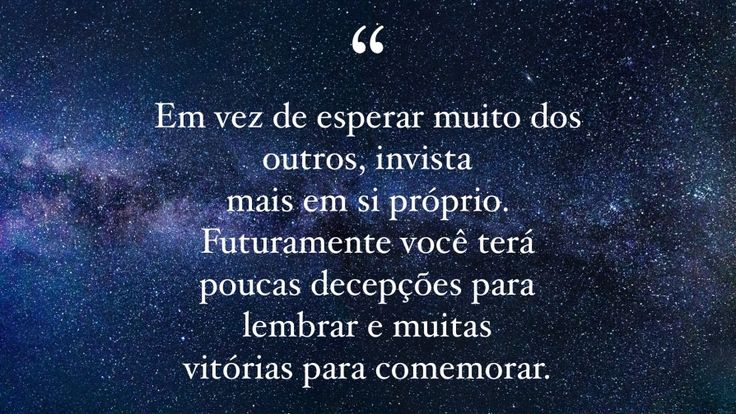 “
Em vez de esperar muito dos
outros, invista
mais em si próprio.
Futuramente você terá
poucas decepções para
lembrar e muitas
vitórias para comemorar.